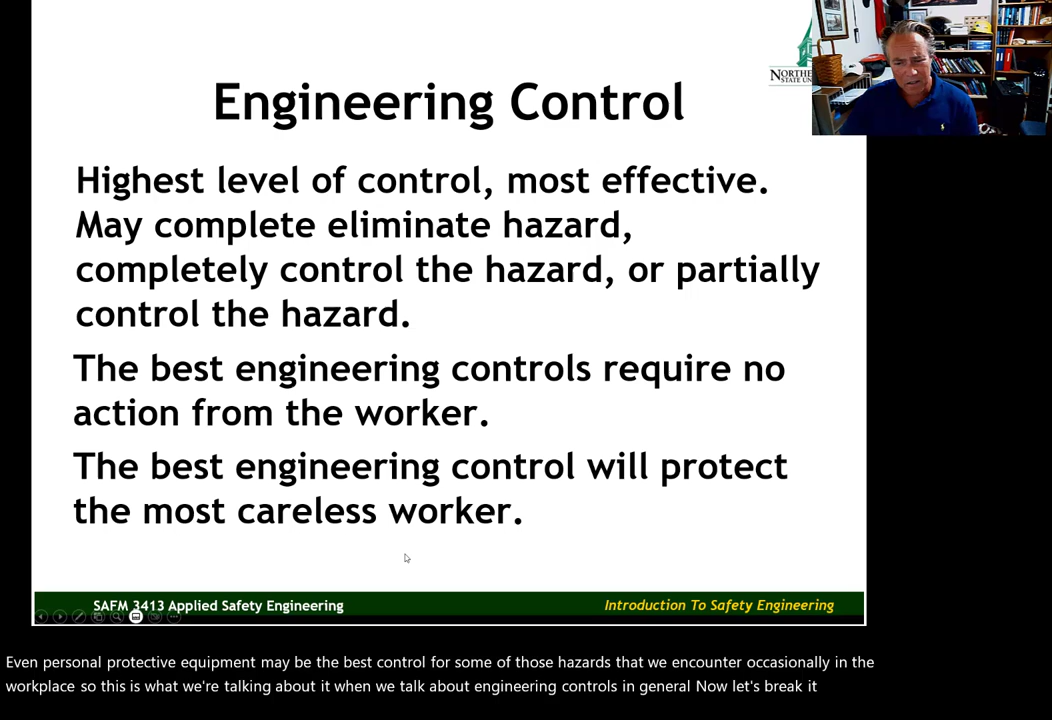 NORTHE
STATE UN
Engineering Control
Highest level of control, most effective.
May complete eliminate hazard,
completely control the hazard, or partially
control the hazard.
The best engineering controls require no
action from the worker.
The best engineering control will protect
the most careless worker.
SAFM 3413 Applied Safety Engineering
Introduction To Safety Engineering
Even personal protective equipment may be the best control for some of those hazards that we encounter occasionally in the
workplace so this is what we're talking about it when we talk about engineering controls in general Now let's break it